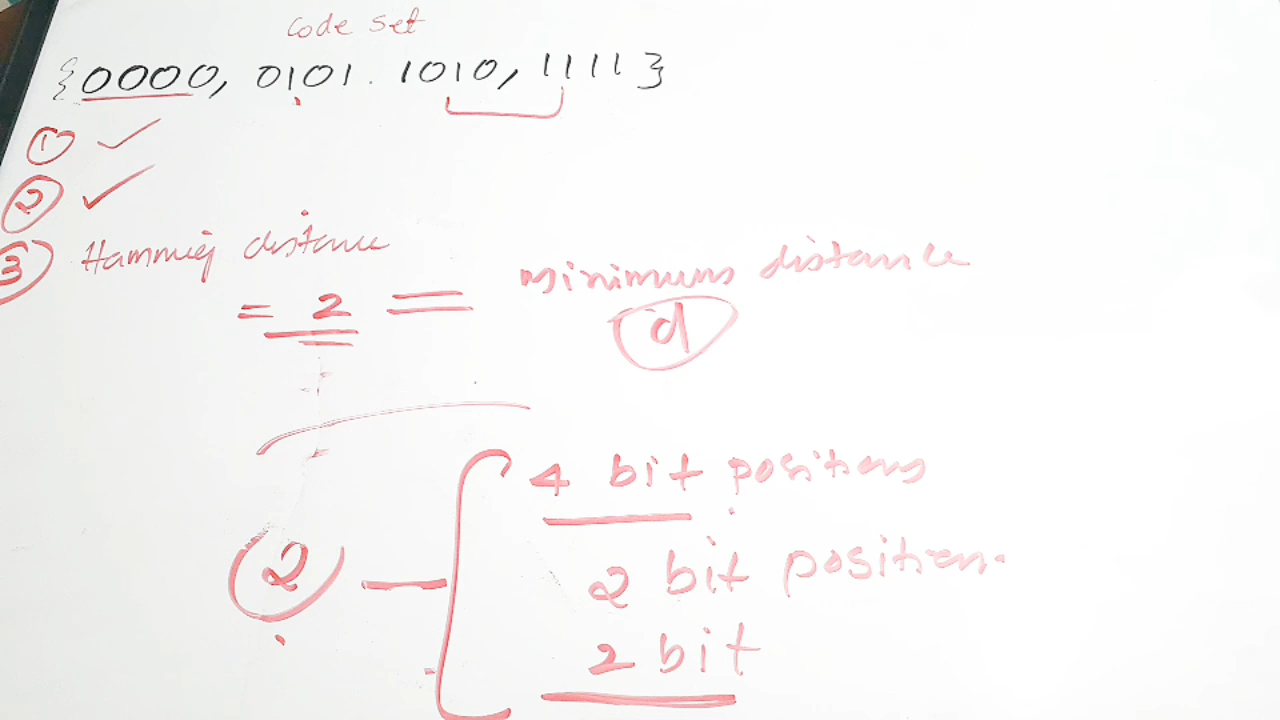 Code Set
{0000, 0101. 1010, 1111}
① ✓
② ✓
③ Hamming distance
= 2 =
Minimum distance
d
4 bit positions
2 - 2 bit position.
2 bit